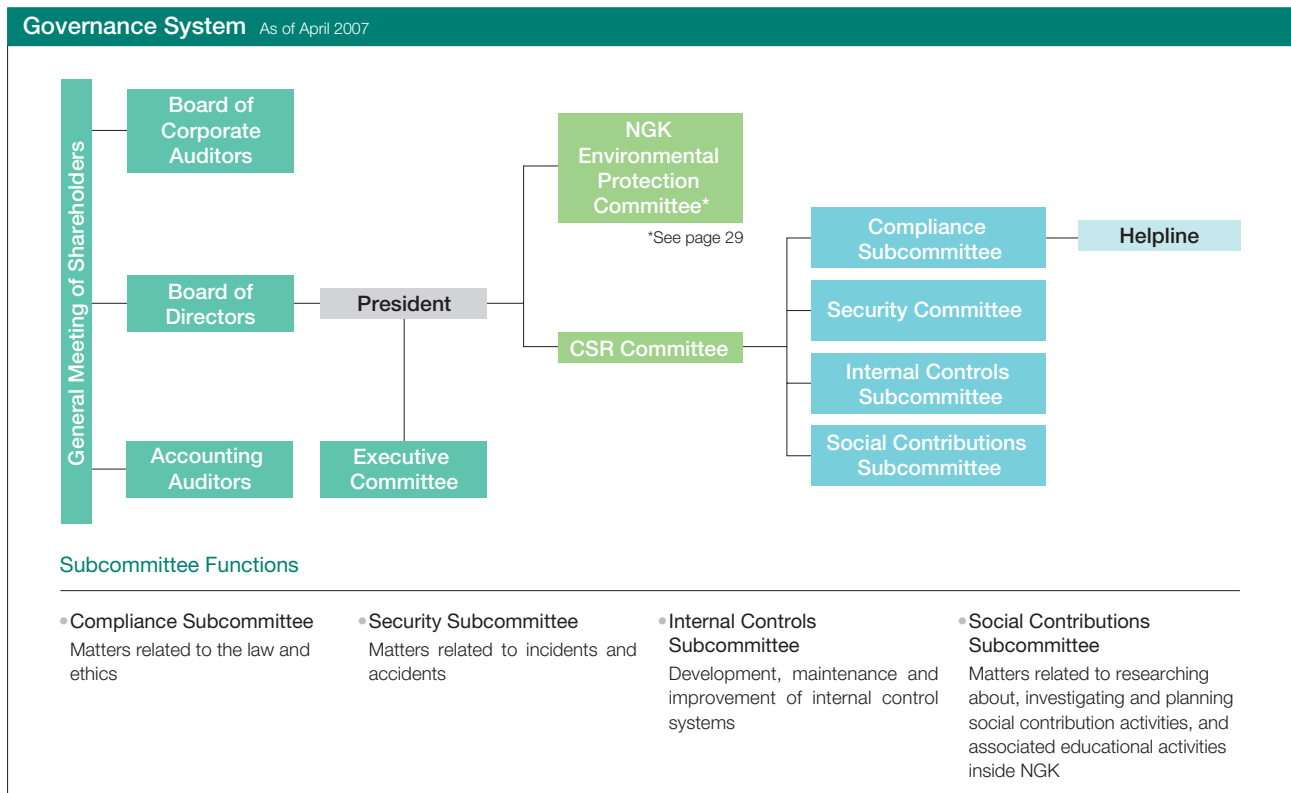 Governance System As of April 2007
General Meeting of Shareholders
Board of
Corporate
Auditors
Board of
Directors
Accounting
Auditors
President
Executive
Committee
NGK
Environmental
Protection
Committee*
*See page 29
CSR Committee
Compliance
Subcommittee
Helpline
Security Committee
Internal Controls
Subcommittee
Social Contributions
Subcommittee
Subcommittee Functions
Compliance Subcommittee
Matters related to the law and
ethics
Security Subcommittee
Matters related to incidents and
accidents
Internal Controls
Subcommittee
Development, maintenance and
improvement of internal control
systems
Social Contributions
Subcommittee
Matters related to researching
about, investigating and planning
social contribution activities, and
associated educational activities
inside NGK